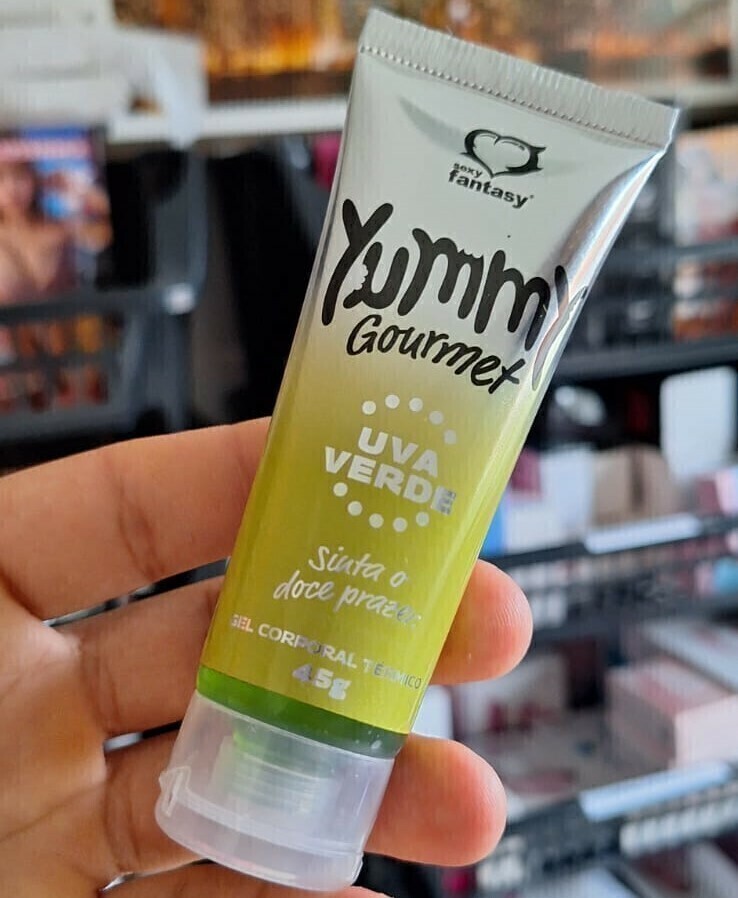 sexy
fantasy®
Yummy
Gourmet
UVA
VERDE
Sinta o
doce prazer
GEL CORPORAL TÉRMICO
45g